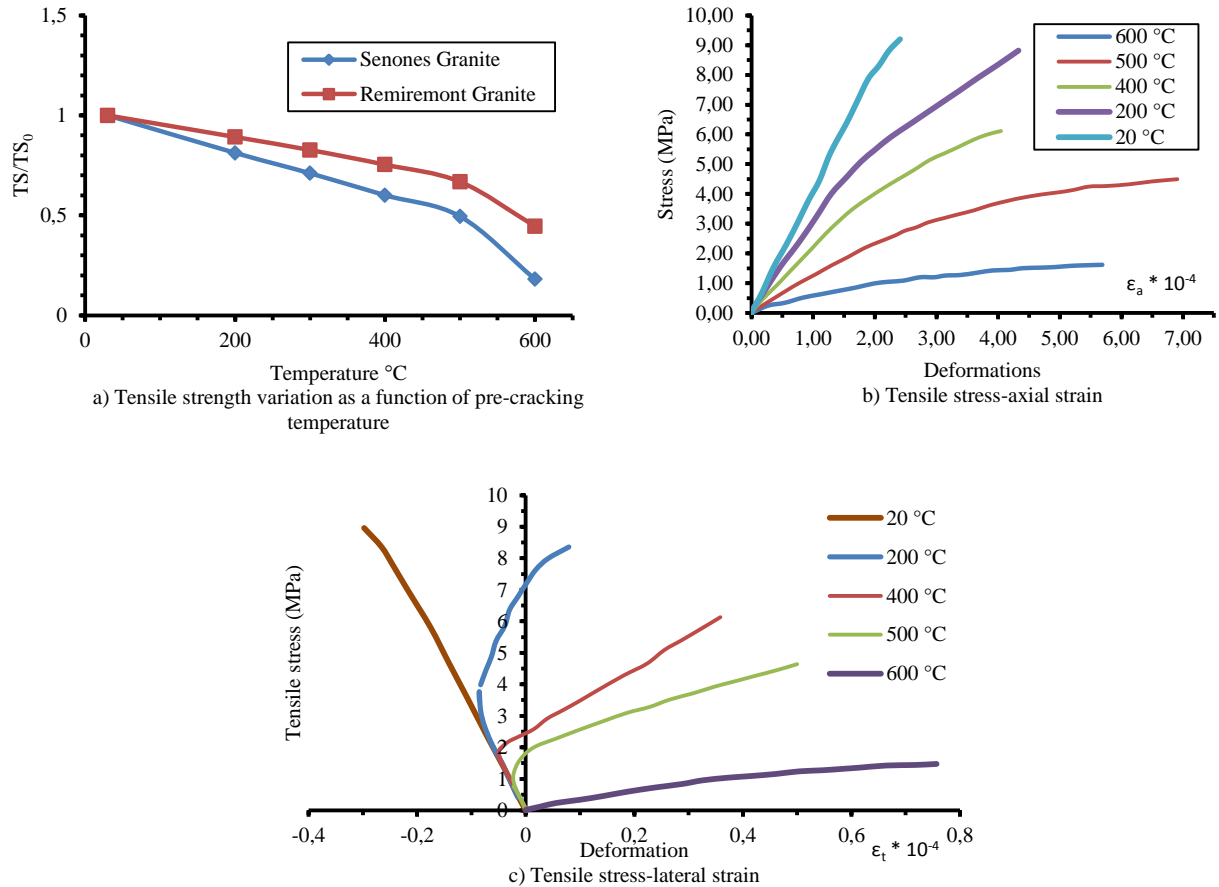 1,5
1
0,5
0
TS/TS0
0
200
400
600
Temperature °C
Senones Granite
Remiremont Granite
a) Tensile strength variation as a function of pre-cracking
temperature
10,00
9,00
8,00
7,00
6,00
5,00
4,00
3,00
2,00
1,00
0,00
Stress (MPa)
0,00
1,00
2,00
3,00
4,00
5,00
6,00
7,00
εa * 10-4
Deformations
600 °C
500 °C
400 °C
200 °C
20 °C
b) Tensile stress-axial strain
10
9
8
7
6
5
4
3
2
1
0
Tensile stress (MPa)
-0,4
-0,2
0
0,2
0,4
0,6
0,8
Deformation
εt * 10-4
20 °C
200 °C
400 °C
500 °C
600 °C
c) Tensile stress-lateral strain